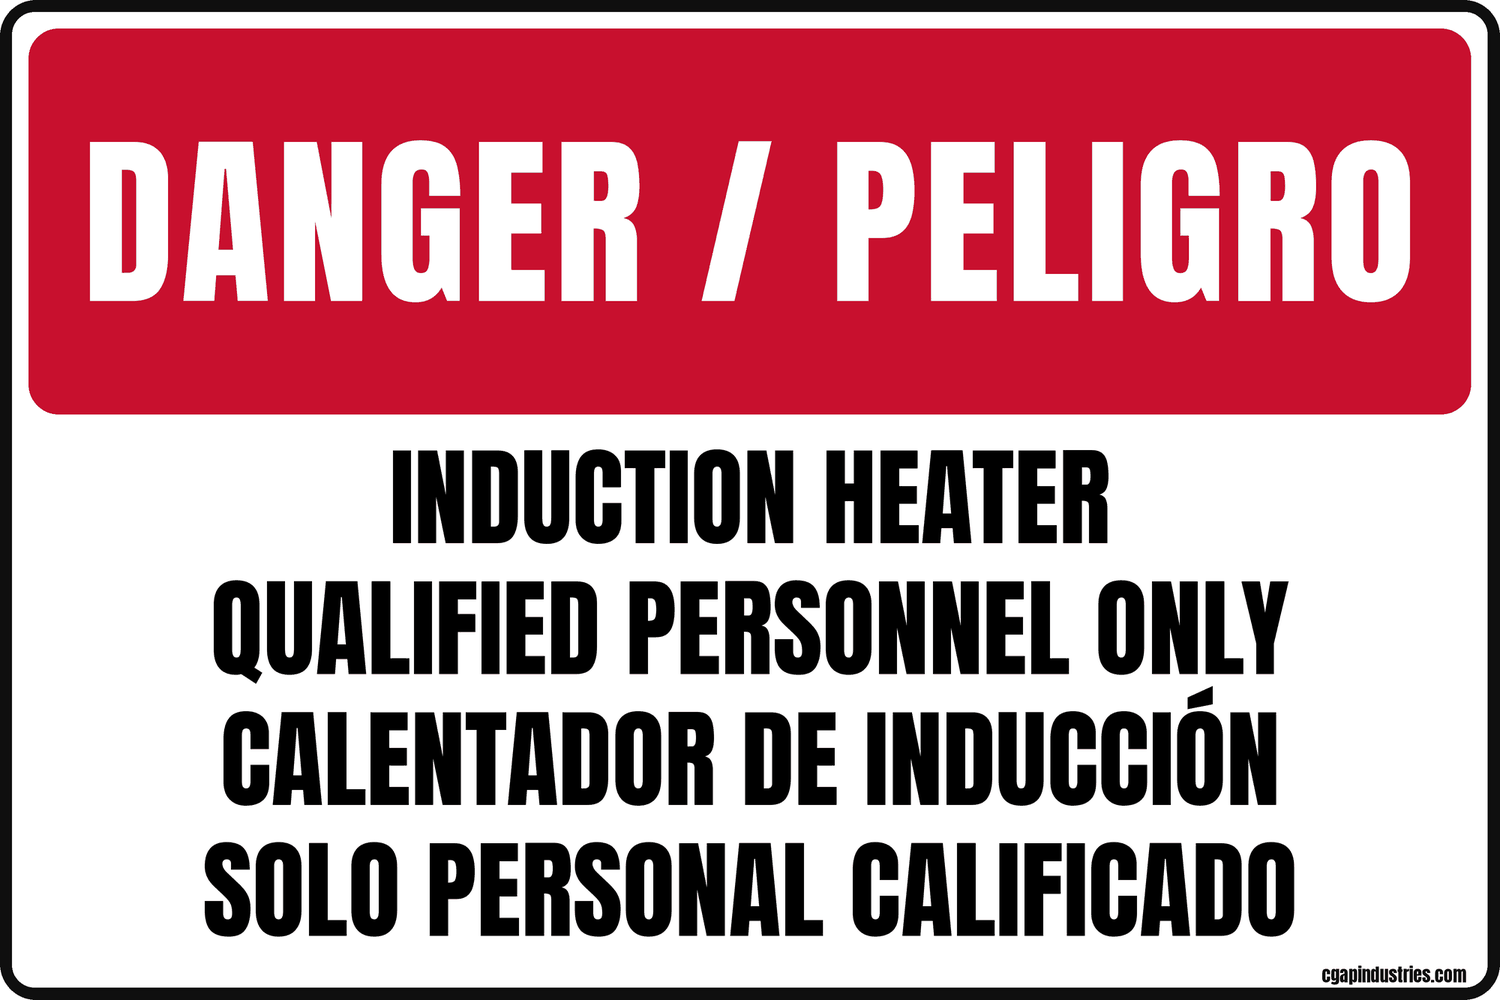 DANGER / PELIGRO
INDUCTION HEATER
QUALIFIED PERSONNEL ONLY
CALENTADOR DE INDUCCIÓN
SOLO PERSONAL CALIFICADO
cgapindustries.com